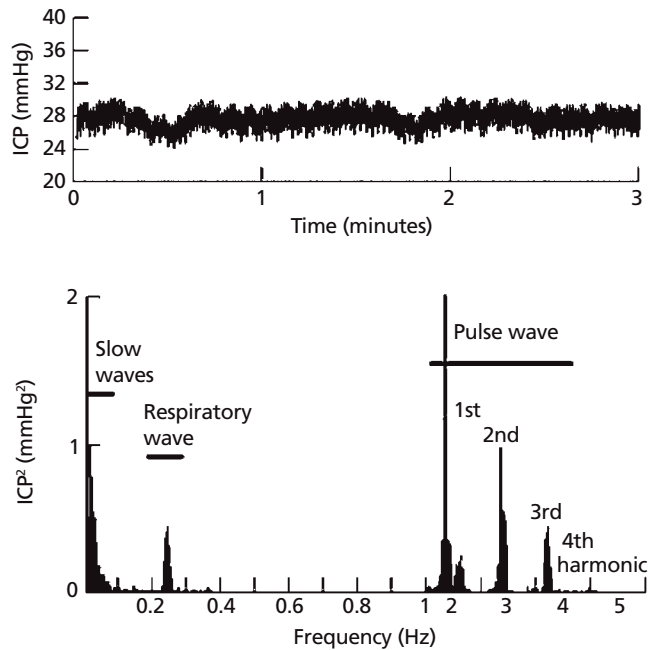 40
36
32
28
24
20
ICP (mmHg)
0 1 2 3
Time (minutes)
2
1
0
ICP² (mmHg²)
Slow
waves
Respiratory
wave
Pulse wave
1st
2nd
3rd
4th
harmonic
0.2 0.4 0.6 0.8 1 2 3 4 5
Frequency (Hz)